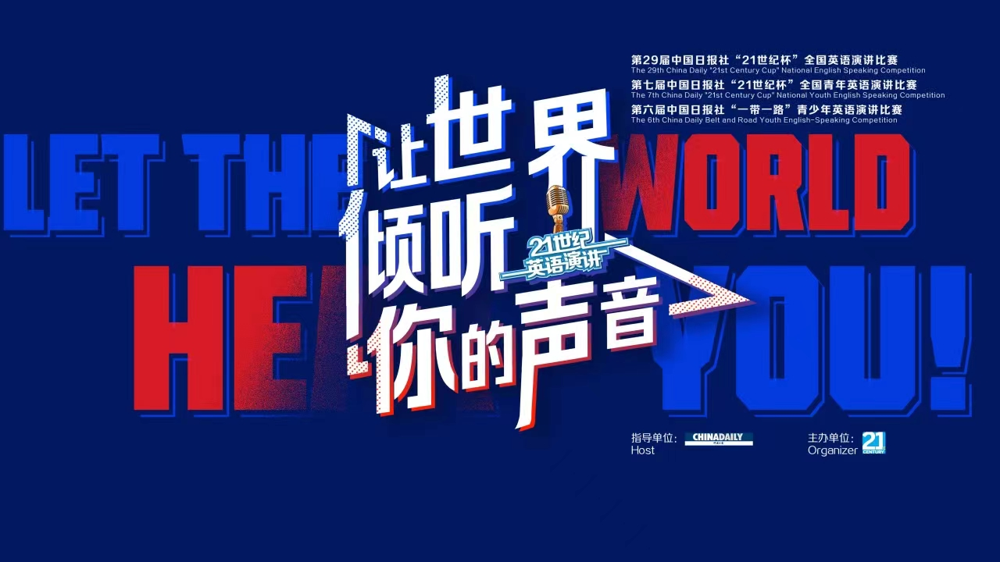 第29届中国日报社“21世纪杯”全国英语演讲比赛
The 29th China Daily "21st Century Cup" National English Speaking Competition
第七届中国日报社“21世纪杯”全国青年英语演讲比赛
The 7th China Daily "21st Century Cup" National Youth English Speaking Competition
第六届中国日报社“一带一路”青少年英语演讲比赛
The 6th China Daily Belt and Road Youth English-Speaking Competition
LET THE WORLD
HEA YOU!
让世界
倾听
你的声音
21世纪
英语演讲
指导单位:
Host
CHINADAILY
主办单位:
Organizer
21
CENTURY